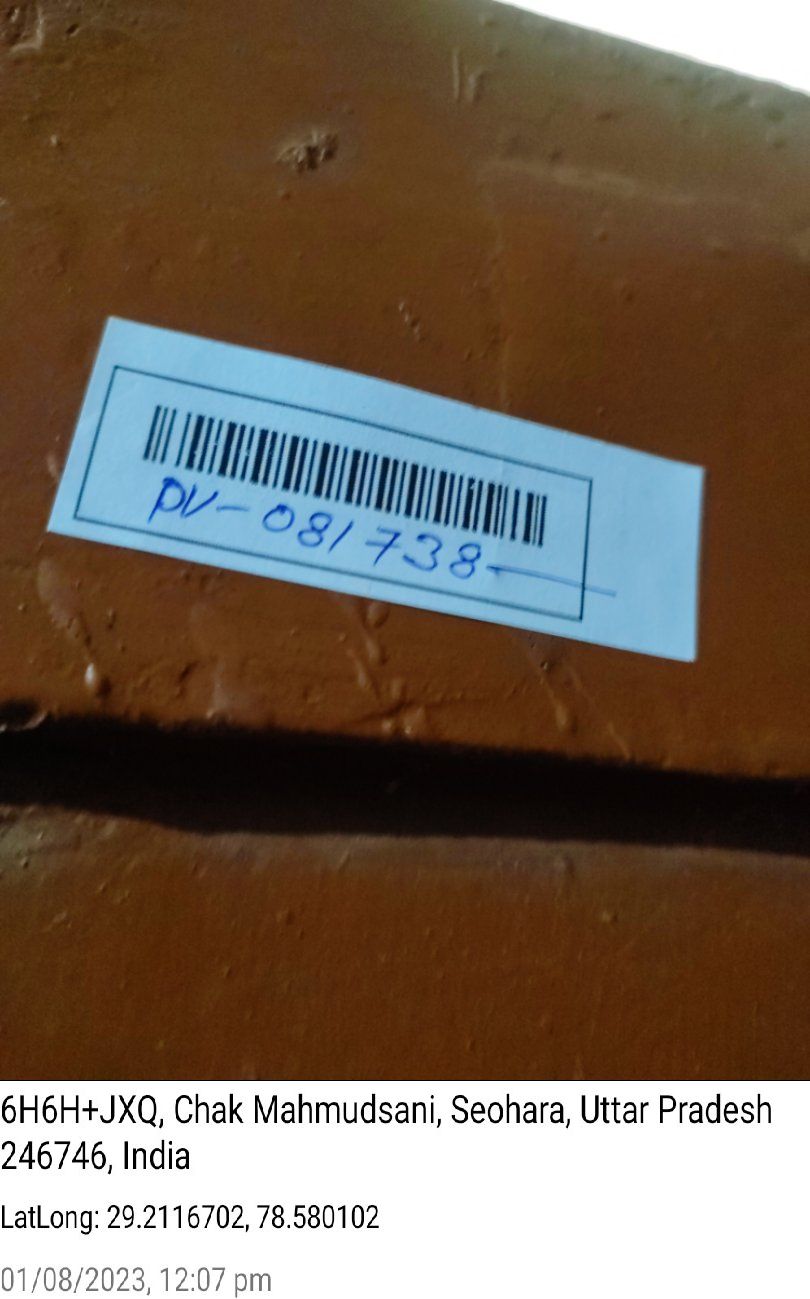 PV-081738
6H6H+JXQ, Chak Mahmudsani, Seohara, Uttar Pradesh
246746, India
LatLong: 29.2116702, 78.580102
01/08/2023, 12:07 pm